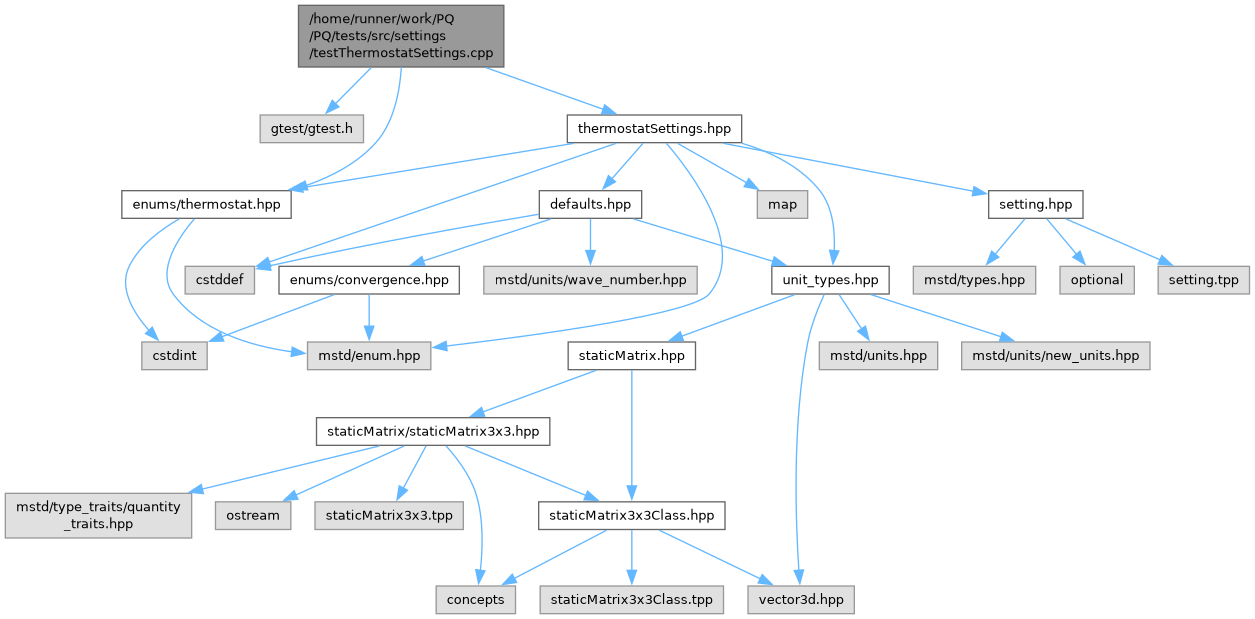 /home/runner/work/PQ
/PQ/tests/src/settings
/testThermostatSettings.cpp
gtest/gtest.h
thermostatSettings.hpp
enums/thermostat.hpp
defaults.hpp
map
setting.hpp
cstddef
enums/convergence.hpp
mstd/units/wave_number.hpp
unit_types.hpp
mstd/types.hpp
optional
setting.tpp
cstdint
mstd/enum.hpp
staticMatrix.hpp
mstd/units.hpp
mstd/units/new_units.hpp
staticMatrix/staticMatrix3x3.hpp
mstd/type_traits/quantity
_traits.hpp
ostream
staticMatrix3x3.tpp
staticMatrix3x3Class.hpp
concepts
staticMatrix3x3Class.tpp
vector3d.hpp